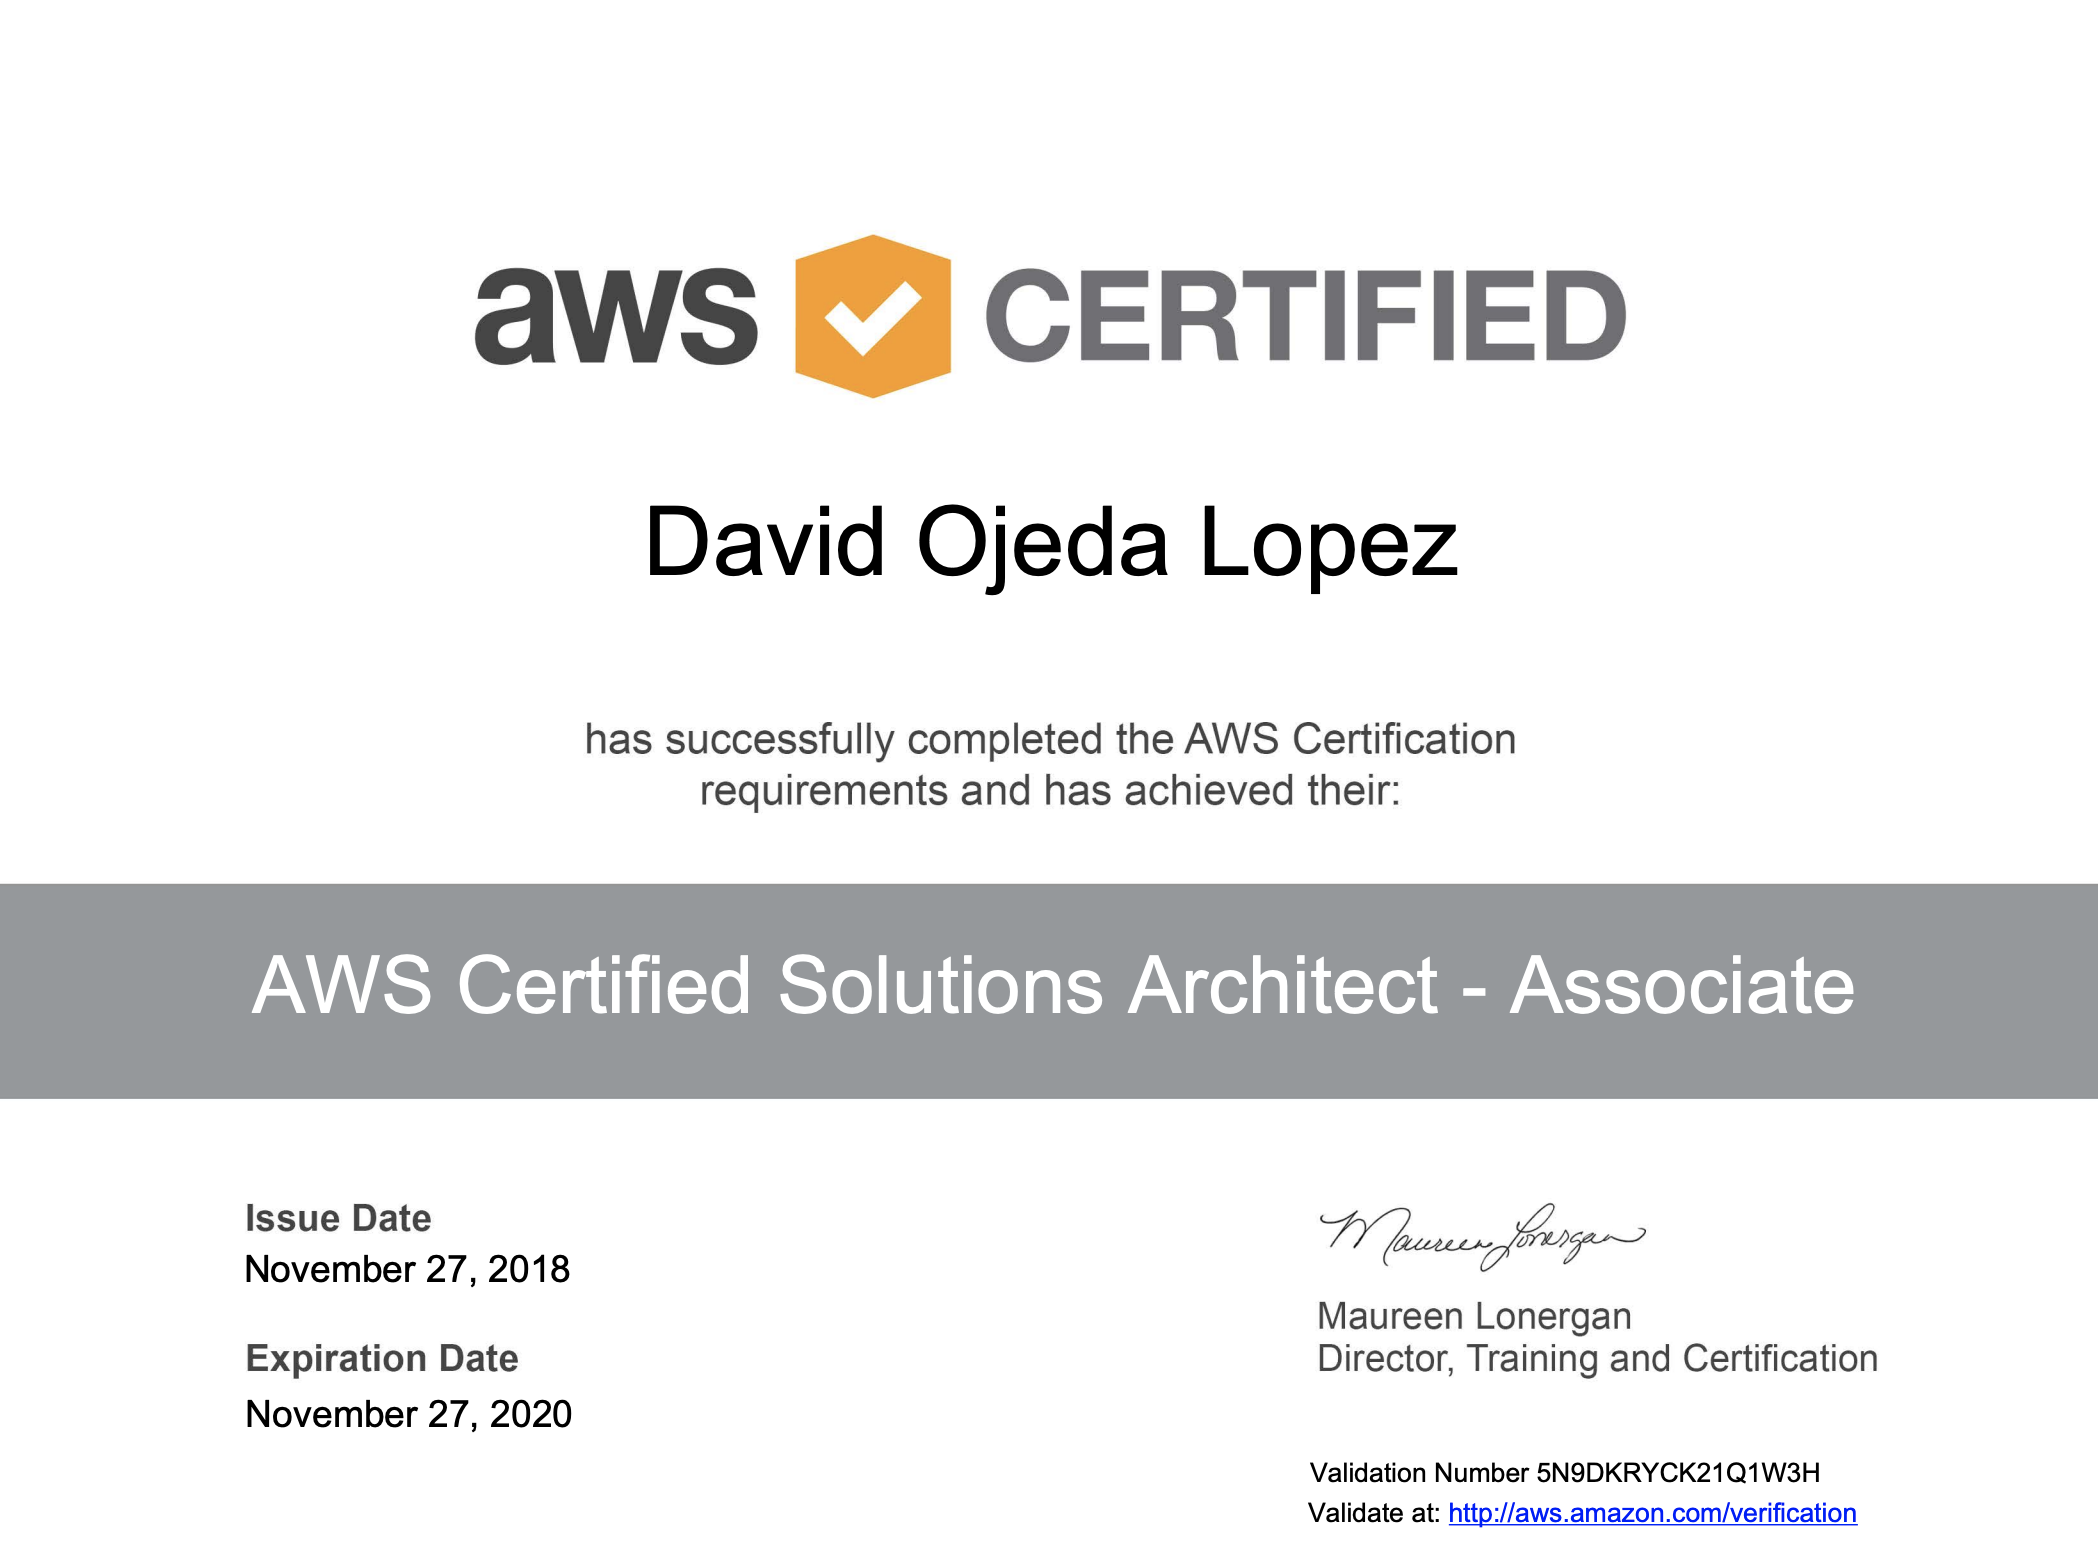 aws CERTIFIED
David Ojeda Lopez
has successfully completed the AWS Certification
requirements and has achieved their:
AWS Certified Solutions Architect - Associate
Issue Date
November 27, 2018
Expiration Date
November 27, 2020
Maureen Lonergan
Maureen Lonergan
Director, Training and Certification
Validation Number 5N9DKRYCK21Q1W3H
Validate at: http://aws.amazon.com/verification